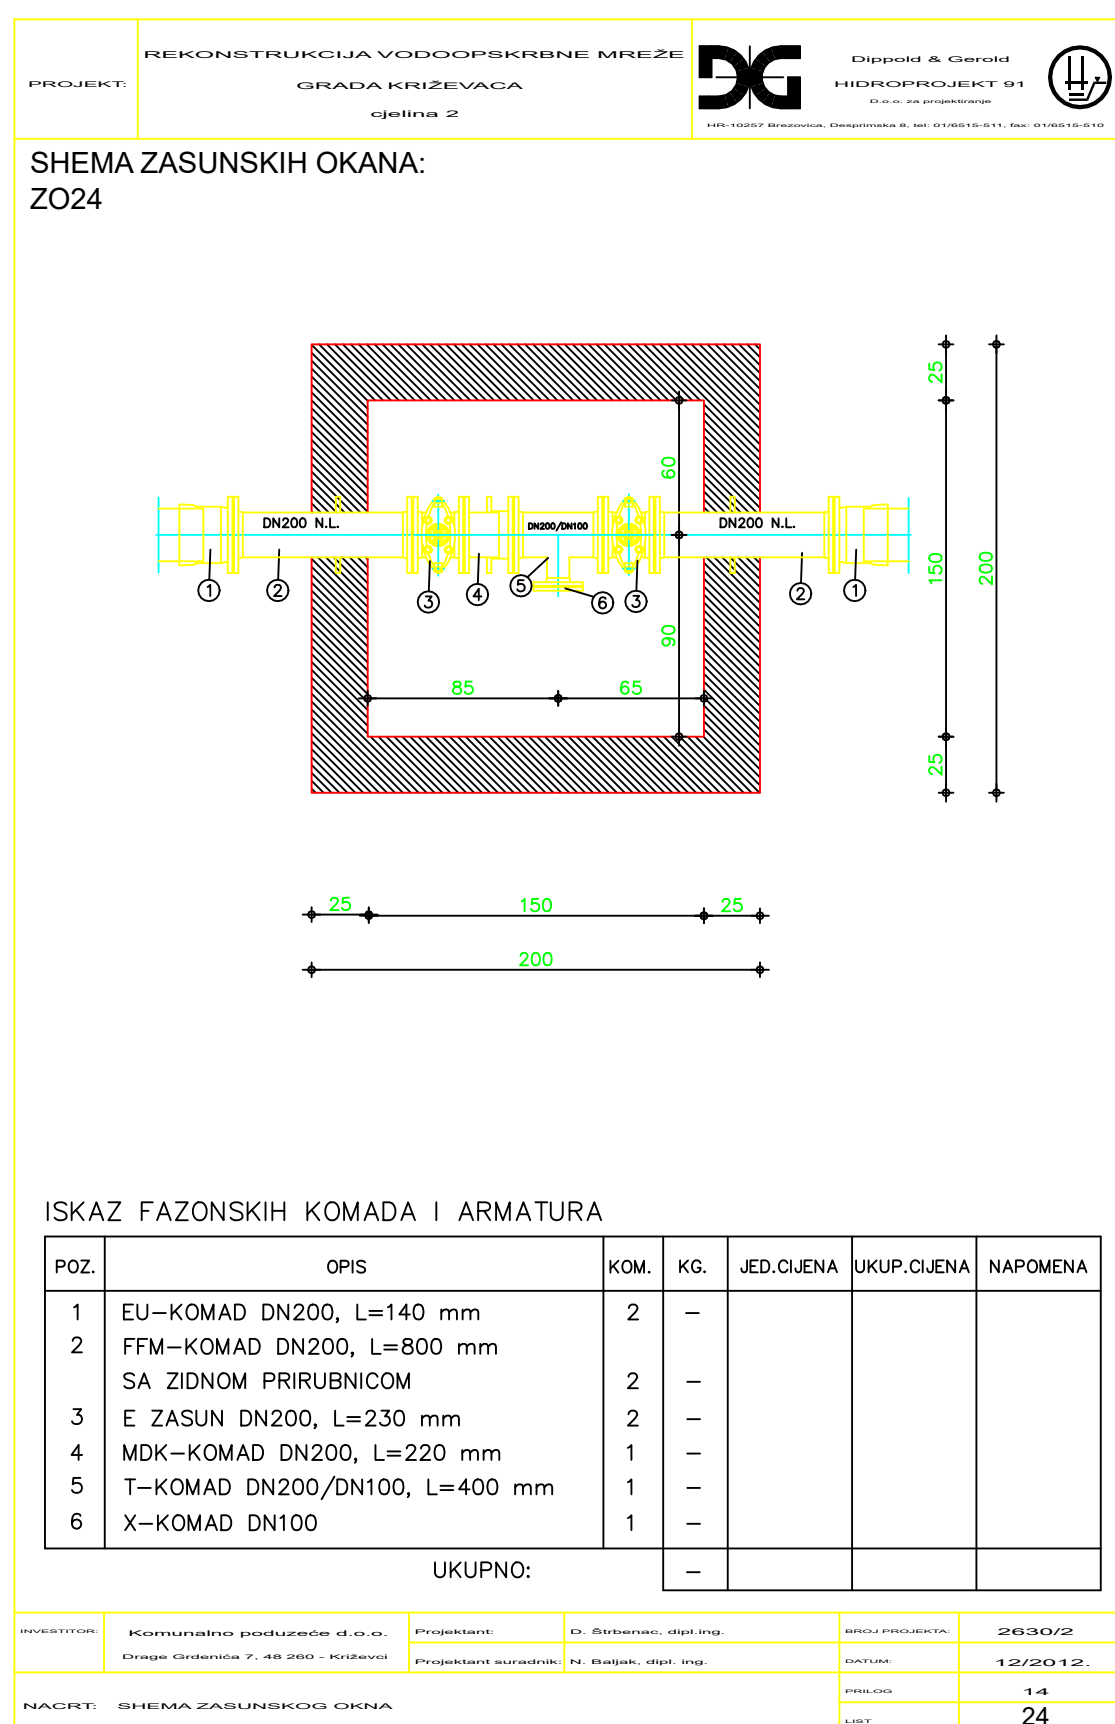 PROJEKT:
REKONSTRUKCIJA VODOOPSKRBNE MREŽE
GRADA KRIŽEVACA
cjelina 2
DG
Dippold & Gerold
HIDROPROJEKT 91
D.o.o. za projektiranje
HR-10257 Brezovica, Desprimska 8, tel: 01/6515-511, fax: 01/6515-510
SHEMA ZASUNSKIH OKANA:
ZO24
25
60
DN200 N.L.
DN200/DN100
DN200 N.L.
150
200
1
2
3
4
5
6
3
2
1
90
85
65
25
25
150
25
200
ISKAZ FAZONSKIH KOMADA I ARMATURA
POZ. OPIS KOM. KG. JED.CIJENA UKUP.CIJENA NAPOMENA
1 EU-KOMAD DN200, L=140 mm 2 -
2 FFM-KOMAD DN200, L=800 mm
SA ZIDNOM PRIRUBNICOM 2 -
3 E ZASUN DN200, L=230 mm 2 -
4 MDK-KOMAD DN200, L=220 mm 1 -
5 T-KOMAD DN200/DN100, L=400 mm 1 -
6 X-KOMAD DN100 1 -
UKUPNO: -
INVESTITOR: Komunalno poduzeće d.o.o. Projektant: D. Štrbenac, dipl.ing. BROJ PROJEKTA: 2630/2
Drage Grdenića 7, 48 260 - Križevci Projektant suradnik: N. Baljak, dipl. ing. DATUM: 12/2012.
NACRT: SHEMA ZASUNSKOG OKNA
PRILOG 14
LIST 24